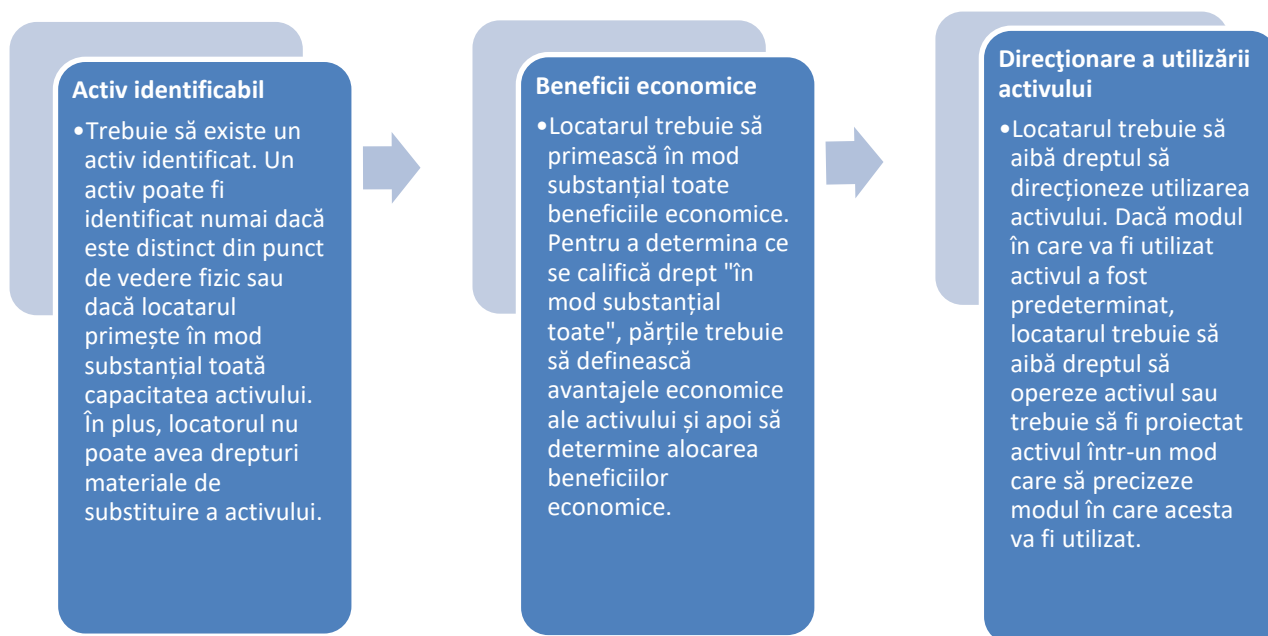 Activ identificabil
•Trebuie să existe un
activ identificat. Un
activ poate fi
identificat numai dacă
este distinct din punct
de vedere fizic sau
dacă locatarul
primește în mod
substanțial toată
capacitatea activului.
În plus, locatorul nu
poate avea drepturi
materiale de
substituire a activului.
Beneficii economice
•Locatarul trebuie să
primească în mod
substanțial toate
beneficiile economice.
Pentru a determina ce
se califică drept "în
mod substanțial
toate", părțile trebuie
să definească
avantajele economice
ale activului și apoi să
determine alocarea
beneficiilor
economice.
Direcţionare a utilizării
activului
•Locatarul trebuie să
aibă dreptul să
direcționeze utilizarea
activului. Dacă modul
în care va fi utilizat
activul a fost
predeterminat,
locatarul trebuie să
aibă dreptul să
opereze activul sau
trebuie să fi proiectat
activul într-un mod
care să precizeze
modul în care acesta
va fi utilizat.